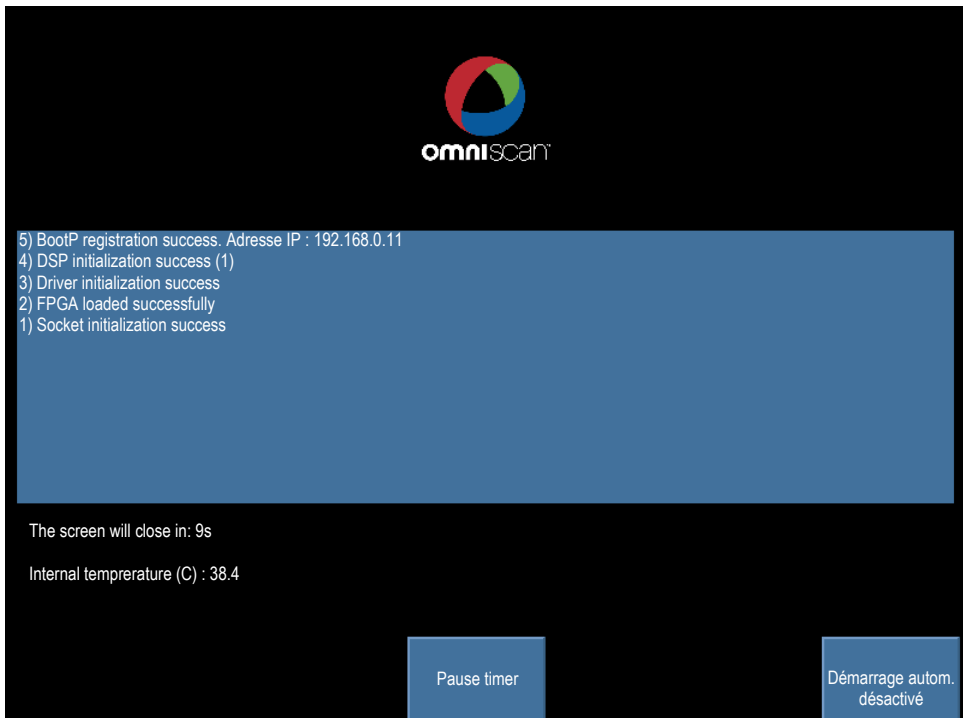 omniscan™
5) BootP registration success. Adresse IP : 192.168.0.11
4) DSP initialization success (1)
3) Driver initialization success
2) FPGA loaded successfully
1) Socket initialization success
The screen will close in: 9s
Internal temprerature (C) : 38.4
Pause timer
Démarrage autom.
désactivé